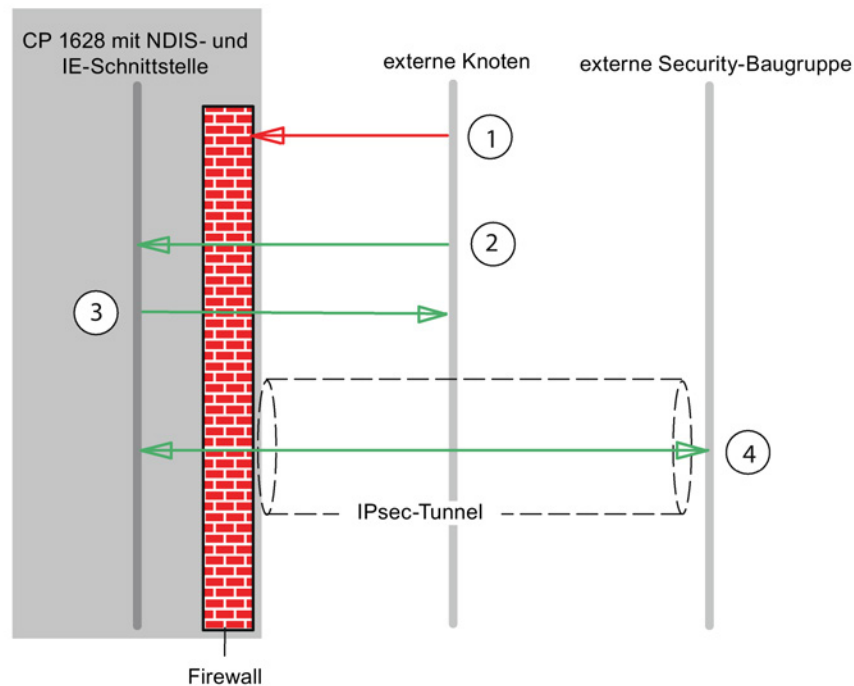 CP 1628 mit NDIS- und
IE-Schnittstelle
externe Knoten
externe Security-Baugruppe
1
2
3
4
IPsec-Tunnel
Firewall